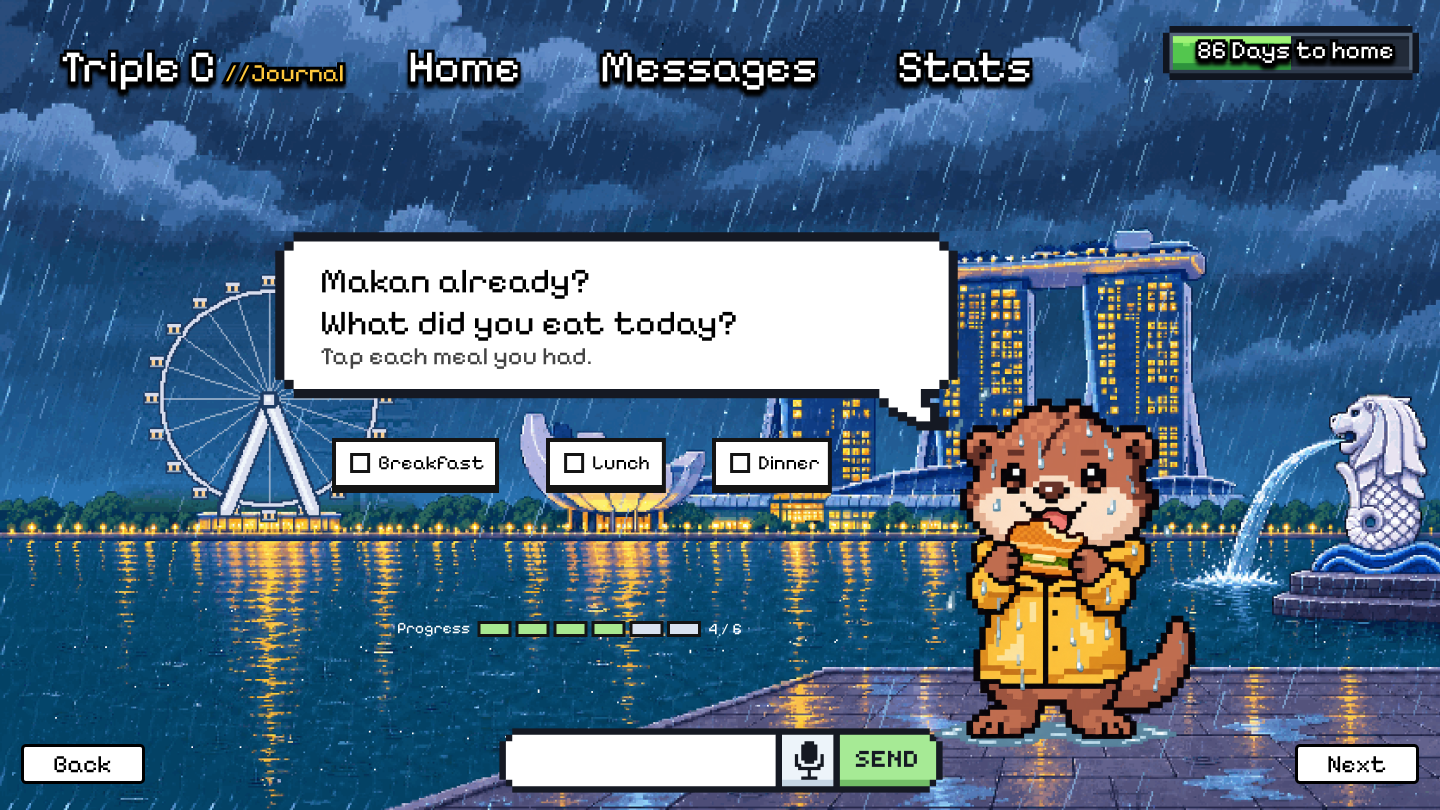 Triple C //Journal
Home
Messages
Stats
86 Days to home
Makan already?
What did you eat today?
Tap each meal you had.
Breakfast
Lunch
Dinner
Progress
4/6
Back
SEND
Next